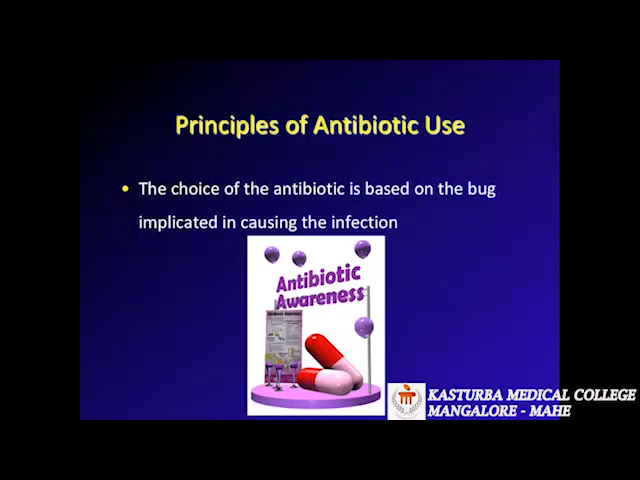 Principles of Antibiotic Use
• The choice of the antibiotic is based on the bug
implicated in causing the infection
Antibiotic
Awareness
KASTURBA MEDICAL COLLEGE
MANGALORE - MAHE